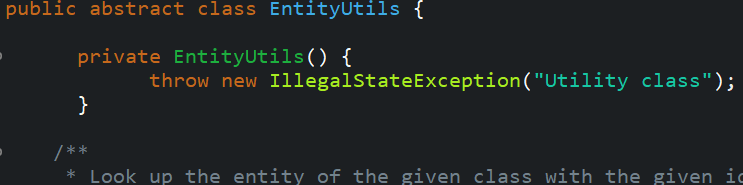 public abstract class EntityUtils {
private EntityUtils() {
throw new IllegalStateException("Utility class");
}
/**
* Look up the entity of the given class with the given